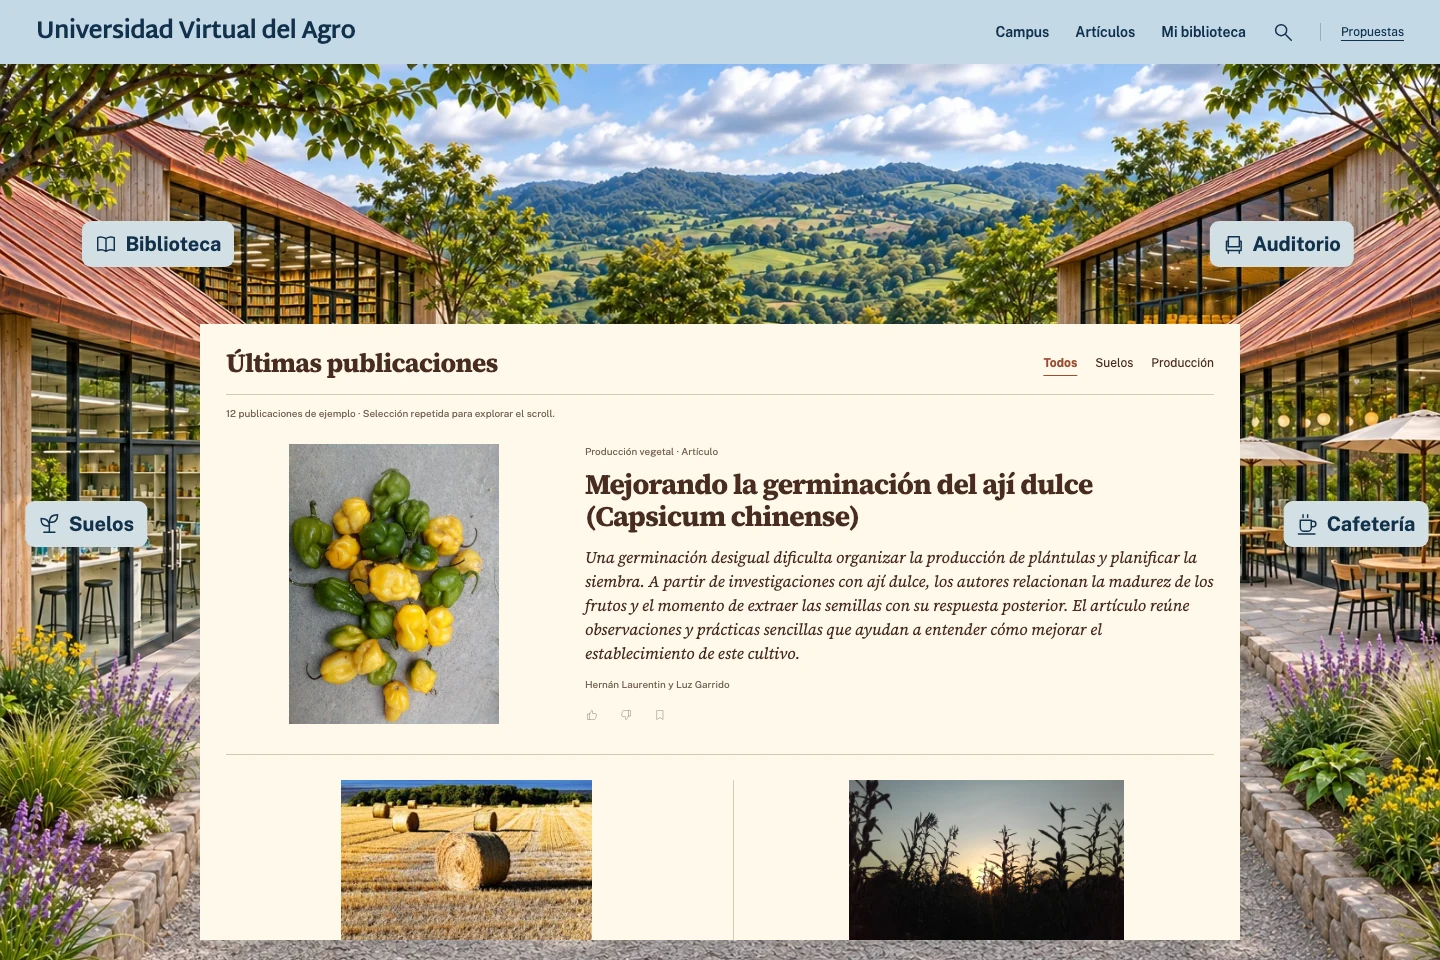 Universidad Virtual del Agro
Campus
Artículos
Mi biblioteca
Propuestas
Biblioteca
Auditorio
Últimas publicaciones
Todos
Suelos
Producción
12 publicaciones de ejemplo · Selección repetida para explorar el scroll.
Producción vegetal · Artículo
Mejorando la germinación del ají dulce
(Capsicum chinense)
Suelos
Cafetería
Una germinación desigual dificulta organizar la producción de plántulas y planificar la
siembra. A partir de investigaciones con ají dulce, los autores relacionan la madurez de los
frutos y el momento de extraer las semillas con su respuesta posterior. El artículo reúne
observaciones y prácticas sencillas que ayudan a entender cómo mejorar el
establecimiento de este cultivo.
Hernán Laurentin y Luz Garrido